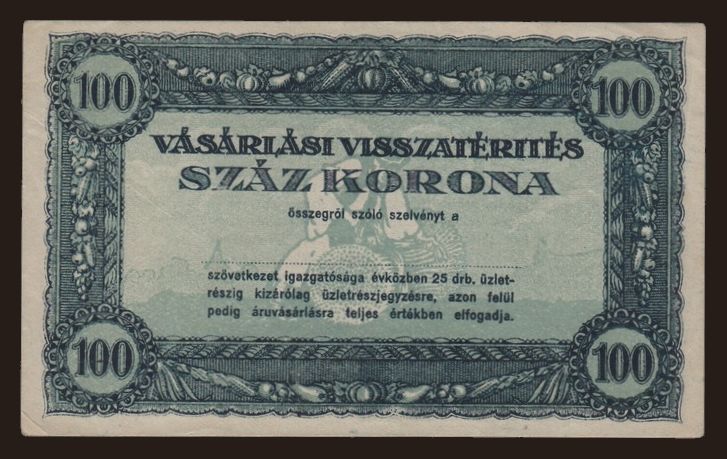 100 100
VÁSÁRLÁSI VISSZATÉRITÉS
SZÁZ KORONA
összegről szóló szelvényt a
szövetkezet igazgatósága évközben 25 drb. üzlet-
részig kizárólag üzletrészjegyzésre, azon felül
pedig áruvásárlásra teljes értékben elfogadja.
100 100